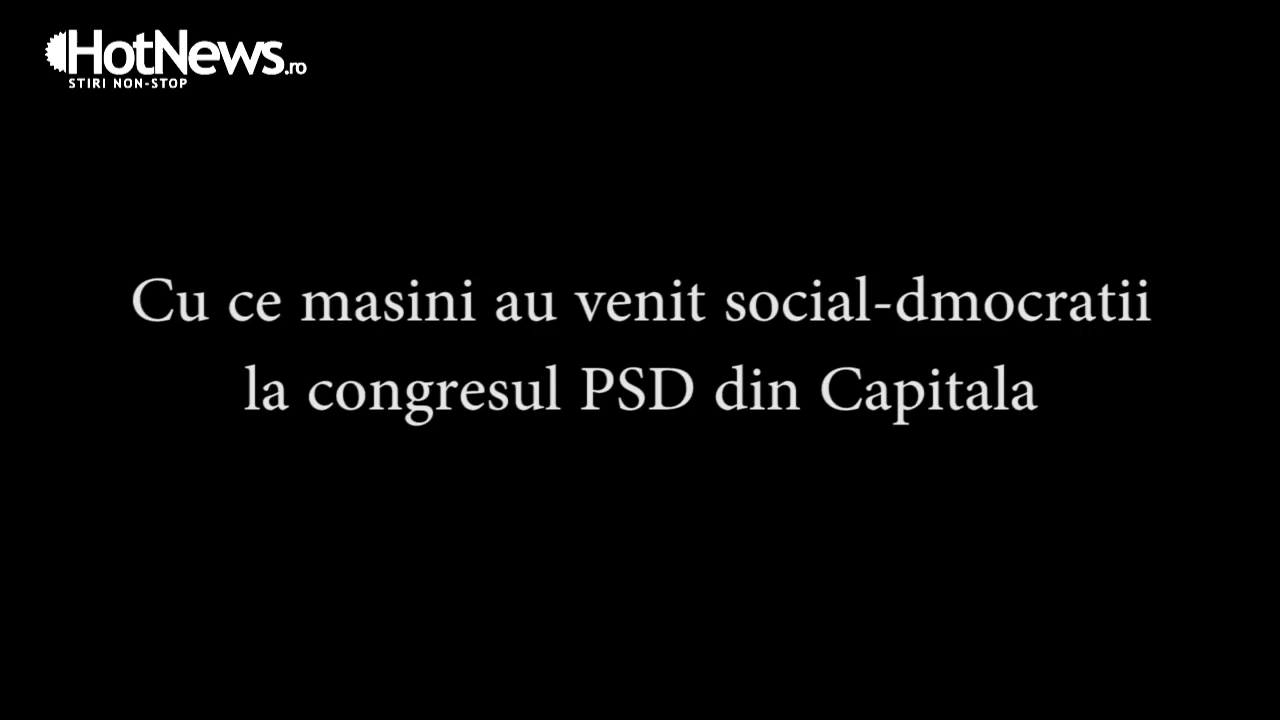 HotNews.ro
STIRI NON-STOP
Cu ce masini au venit social-dmocratii
la congresul PSD din Capitala